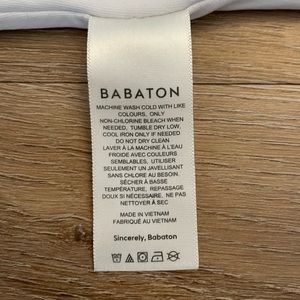 BABATON
MACHINE WASH COLD WITH LIKE
COLOURS, ONLY
NON-CHLORINE BLEACH WHEN
NEEDED, TUMBLE DRY LOW,
COOL IRON ONLY IF NEEDED
DO NOT DRY CLEAN
LAVER À LA MACHINE À L'EAU
FROIDE AVEC COULEURS
SEMBLABLES, UTILISER
SEULEMENT UN JAVELLISANT
SANS CHLORE AU BESOIN.
SÉCHER À BASSE
TEMPÉRATURE, REPASSAGE
DOUX SI NÉCESSAIRE, NE PAS
NETTOYER À SEC
MADE IN VIETNAM
FABRIQUÉ AU VIETNAM
Sincerely, Babaton